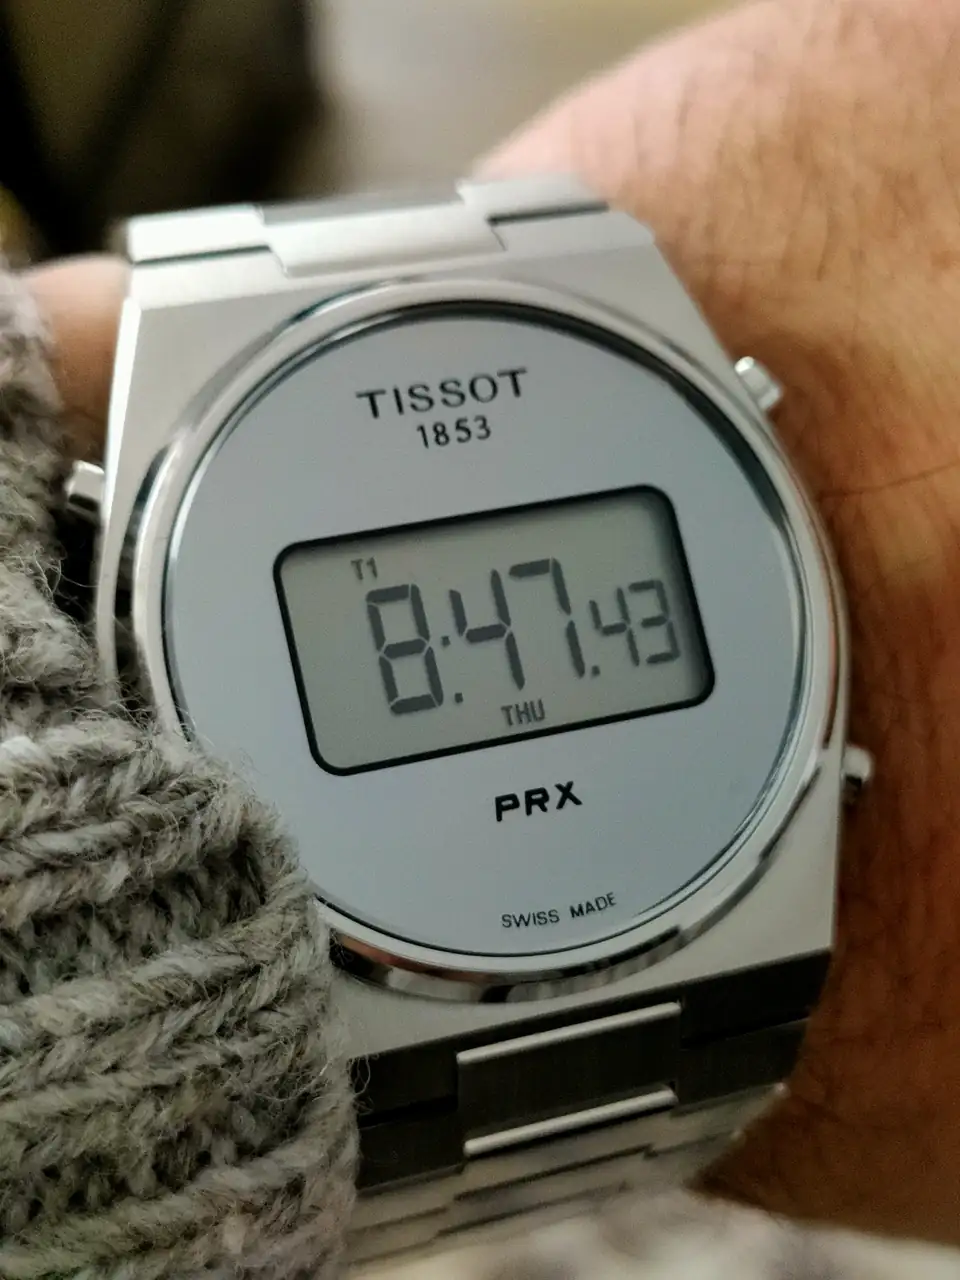 TISSOT
1853
T1
8:47.43
THU
PRX
SWISS MADE